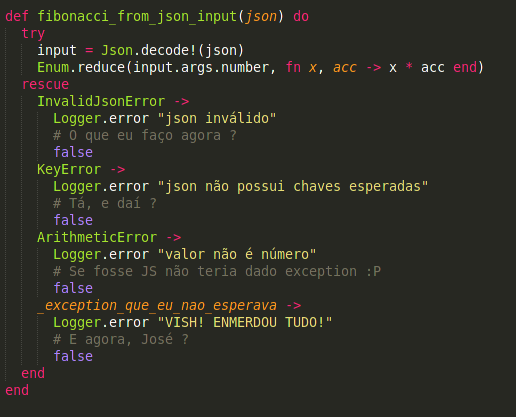 def fibonacci_from_json_input(json) do
  try
    input = Json.decode!(json)
    Enum.reduce(input.args.number, fn x, acc -> x * acc end)
  rescue
    InvalidJsonError ->
      Logger.error "json inválido"
      # O que eu faço agora ?
      false
    KeyError ->
      Logger.error "json não possui chaves esperadas"
      # Tá, e daí ?
      false
    ArithmeticError ->
      Logger.error "valor não é número"
      # Se fosse JS não teria dado exception :P
      false
    _exception_que_eu_nao_esperava ->
      Logger.error "VISH! ENMERDOU TUDO!"
      # E agora, José ?
      false
  end
end